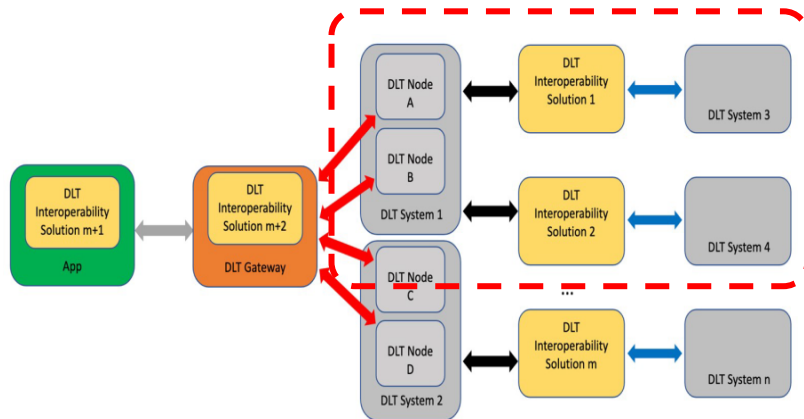 DLT
Interoperability
Solution m+1
App
DLT
Interoperability
Solution m+2
DLT Gateway
DLT Node
A
DLT Node
B
DLT System 1
DLT Node
C
DLT Node
D
DLT System 2
DLT
Interoperability
Solution 1
DLT
Interoperability
Solution 2
...
DLT
Interoperability
Solution m
DLT System 3
DLT System 4
DLT System n